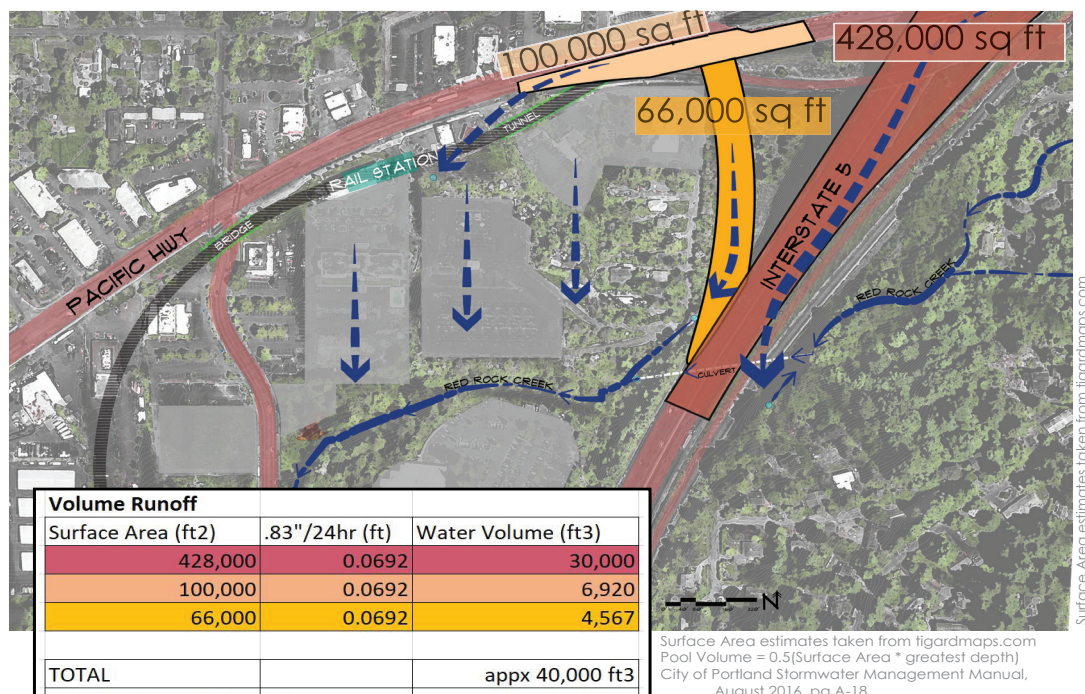 100,000 sq ft
428,000 sq ft
66,000 sq ft
TUNNEL
RAIL STATION
BRIDGE
PACIFIC HWY
INTERSTATE 5
RED ROCK CREEK
CULVERT
RED ROCK CREEK
N
Volume Runoff
Surface Area (ft2) .83"/24hr (ft) Water Volume (ft3)
428,000 0.0692 30,000
100,000 0.0692 6,920
66,000 0.0692 4,567
TOTAL appx 40,000 ft3
Surface Area estimates taken from tigardmaps.com
Pool Volume = 0.5(Surface Area * greatest depth)
City of Portland Stormwater Management Manual,
August 2016, pg A-18
Surface Area estimates taken from tigardmaps.com